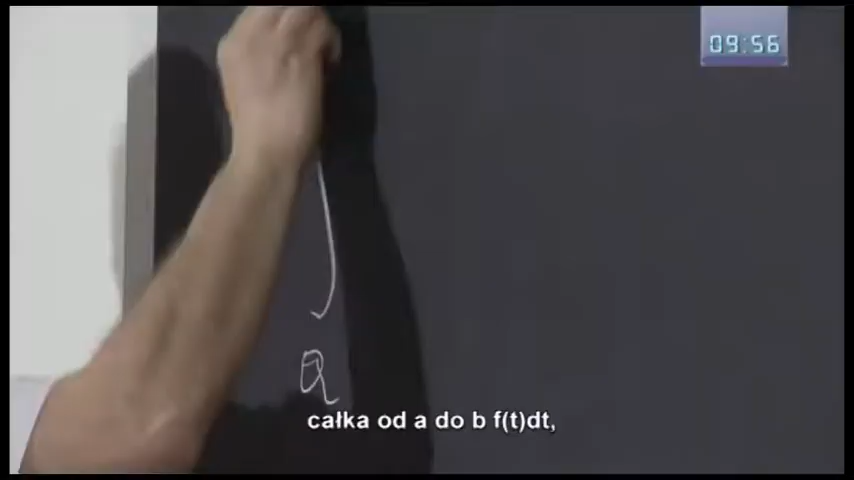 09:56
∫
a
całka od a do b f(t)dt,